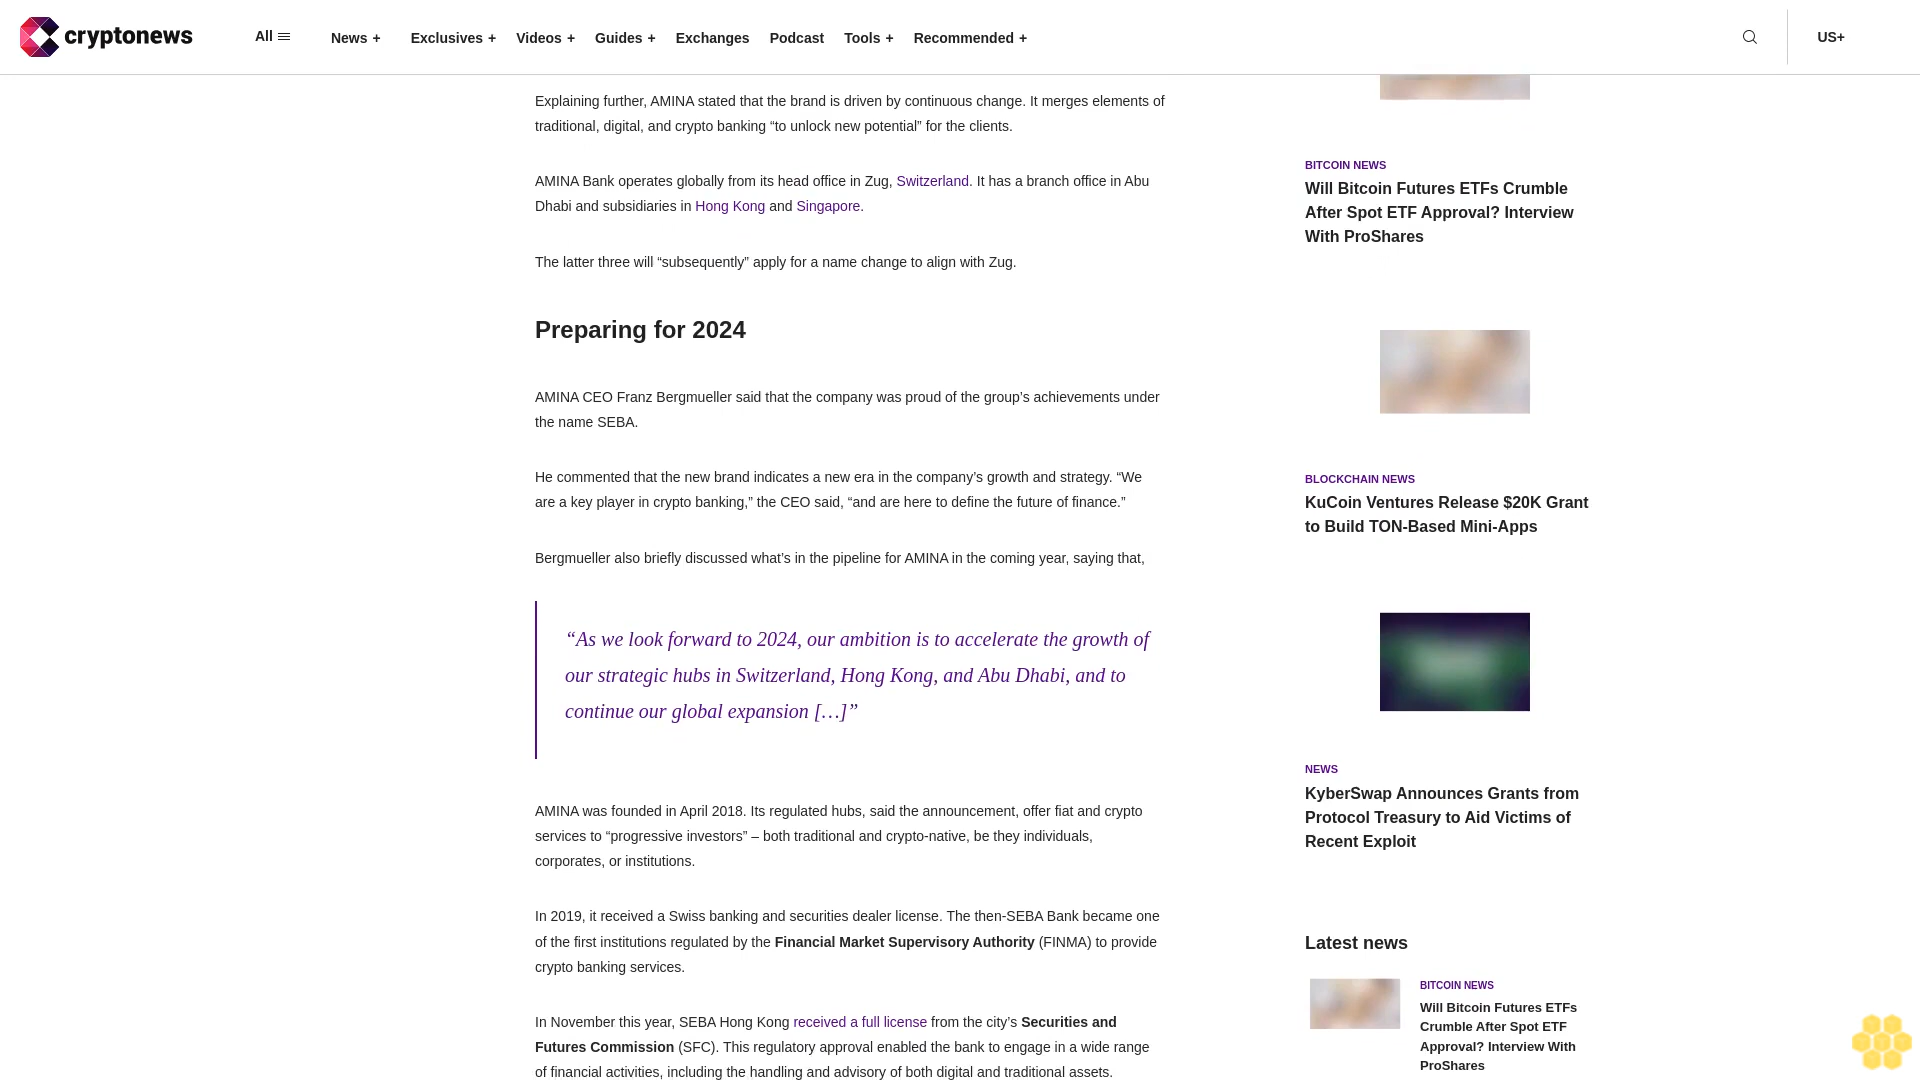 cryptonews
All
News +
Exclusives +
Videos +
Guides +
Exchanges
Podcast
Tools +
Recommended +
US+
Explaining further, AMINA stated that the brand is driven by continuous change. It merges elements of
traditional, digital, and crypto banking “to unlock new potential” for the clients.
AMINA Bank operates globally from its head office in Zug, Switzerland. It has a branch office in Abu
Dhabi and subsidiaries in Hong Kong and Singapore.
The latter three will “subsequently” apply for a name change to align with Zug.
Preparing for 2024
AMINA CEO Franz Bergmueller said that the company was proud of the group’s achievements under
the name SEBA.
He commented that the new brand indicates a new era in the company’s growth and strategy. “We
are a key player in crypto banking,” the CEO said, “and are here to define the future of finance.”
Bergmueller also briefly discussed what’s in the pipeline for AMINA in the coming year, saying that,
“As we look forward to 2024, our ambition is to accelerate the growth of
our strategic hubs in Switzerland, Hong Kong, and Abu Dhabi, and to
continue our global expansion […]”
AMINA was founded in April 2018. Its regulated hubs, said the announcement, offer fiat and crypto
services to “progressive investors” – both traditional and crypto-native, be they individuals,
corporates, or institutions.
In 2019, it received a Swiss banking and securities dealer license. The then-SEBA Bank became one
of the first institutions regulated by the Financial Market Supervisory Authority (FINMA) to provide
crypto banking services.
In November this year, SEBA Hong Kong received a full license from the city’s Securities and
Futures Commission (SFC). This regulatory approval enabled the bank to engage in a wide range
of financial activities, including the handling and advisory of both digital and traditional assets.
BITCOIN NEWS
Will Bitcoin Futures ETFs Crumble
After Spot ETF Approval? Interview
With ProShares
BLOCKCHAIN NEWS
KuCoin Ventures Release $20K Grant
to Build TON-Based Mini-Apps
NEWS
KyberSwap Announces Grants from
Protocol Treasury to Aid Victims of
Recent Exploit
Latest news
BITCOIN NEWS
Will Bitcoin Futures ETFs
Crumble After Spot ETF
Approval? Interview With
ProShares